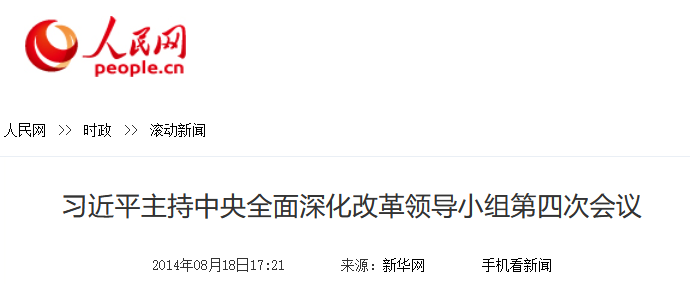 人民网
people.cn
人民网 >> 时政 >> 滚动新闻
习近平主持中央全面深化改革领导小组第四次会议
2014年08月18日17:21 来源：新华网 手机看新闻